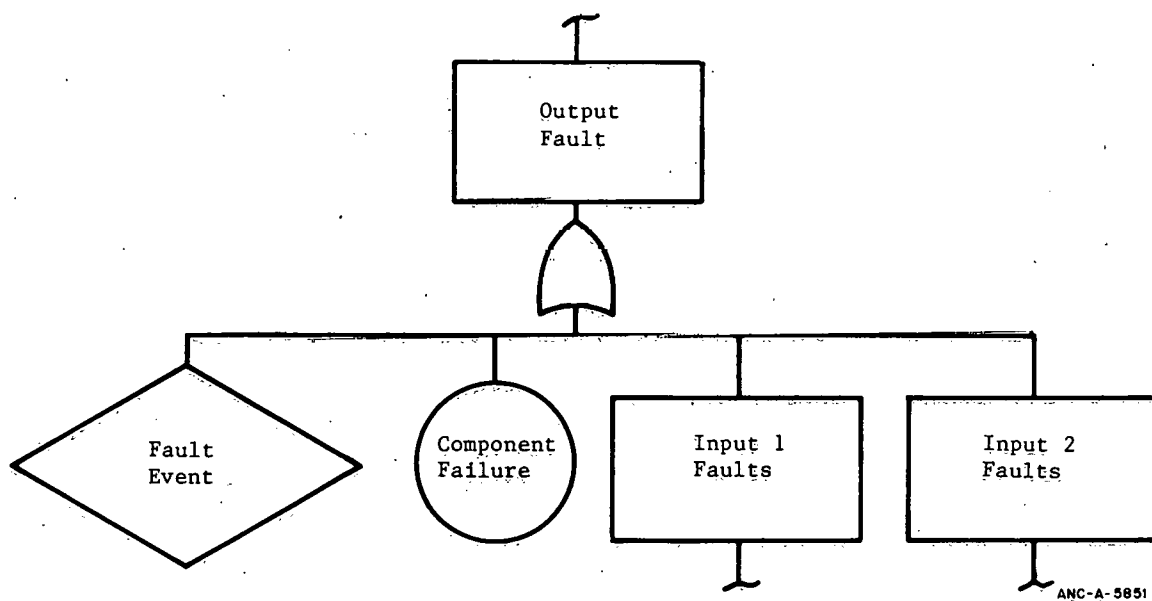 Output
Fault
Fault
Event
Component
Failure
Input 1
Faults
Input 2
Faults
ANC-A-5851